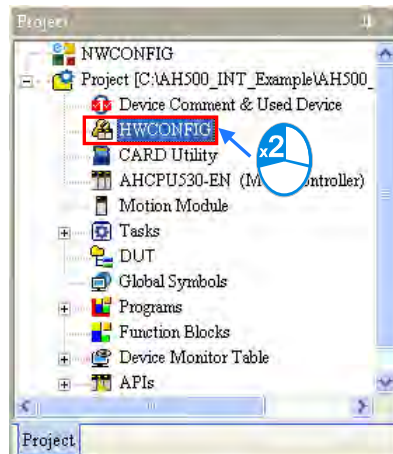 Project
NWCONFIG
Project [C:\AH500_INT_Example\AH500_
Device Comment & Used Device
HWCONFIG
x2
CARD Utility
AHCPU530-EN (M ntroller)
Motion Module
Tasks
DUT
Global Symbols
Programs
Function Blocks
Device Monitor Table
APIs
Project